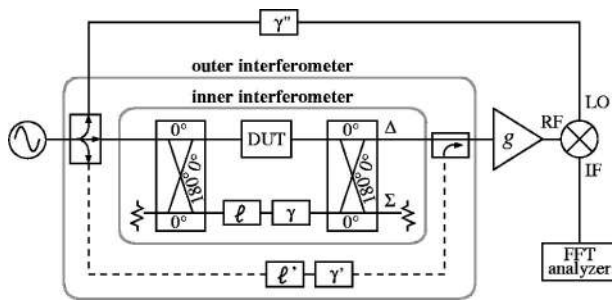 γ"
outer interferometer
inner interferometer
LO
0° DUT 0° Δ
g RF
180° 0° 180° 0°
IF
Σ
0° ℓ γ 0°
ℓ' γ'
FFT
analyzer